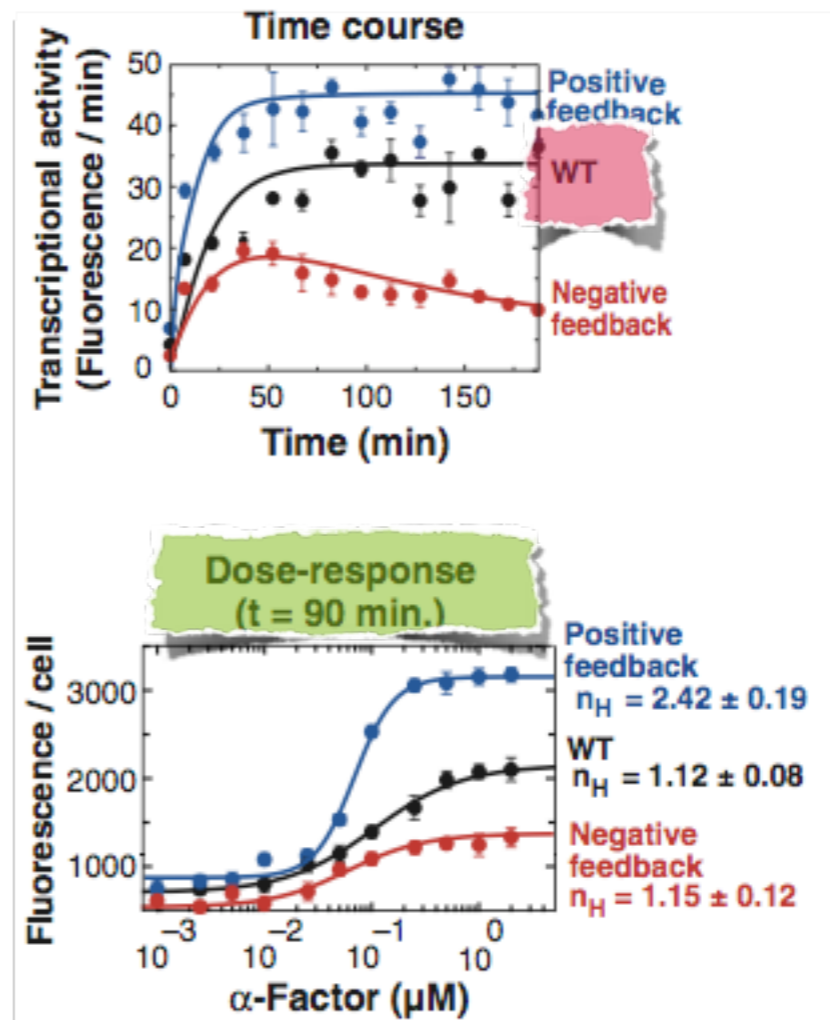 Time course
Transcriptional activity
(Fluorescence / min)
50
40
30
20
10
0
0
50
100
150
Time (min)
Positive
feedback
WT
Negative
feedback
Dose-response
(t = 90 min.)
Fluorescence / cell
3000
2000
1000
–3
–2
–1
0
10
10
10
10
α-Factor (μM)
Positive
feedback
nH = 2.42 ± 0.19
WT
nH = 1.12 ± 0.08
Negative
feedback
nH = 1.15 ± 0.12